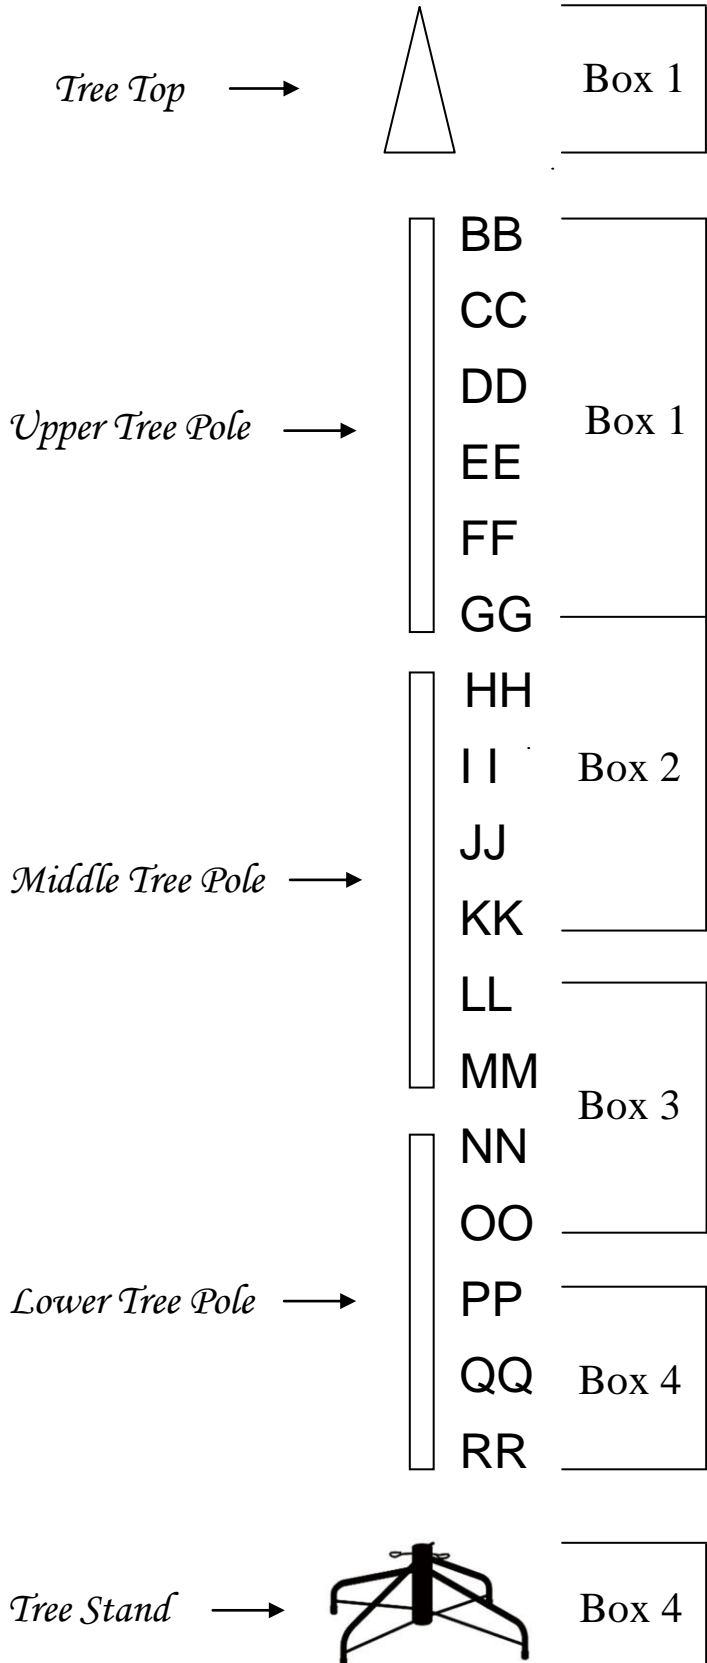 Tree Top
Box 1
BB
CC
DD
Upper Tree Pole
Box 1
EE
FF
GG
HH
I I
Box 2
JJ
Middle Tree Pole
KK
LL
MM
Box 3
NN
OO
Lower Tree Pole
PP
QQ
Box 4
RR
Tree Stand
Box 4